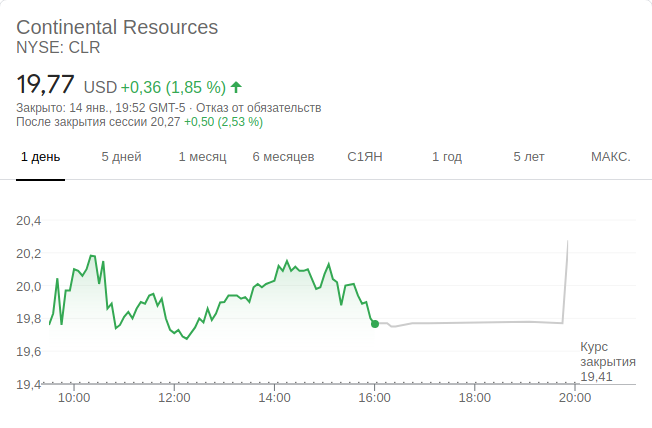 Continental Resources
NYSE: CLR
19,77 USD +0,36 (1,85 %)
Закрыто: 14 янв., 19:52 GMT-5 · Отказ от обязательств
После закрытия сессии 20,27 +0,50 (2,53 %)
1 день 5 дней 1 месяц 6 месяцев С1ЯН 1 год 5 лет МАКС.
20,4
20,2
20,0
19,8
19,6
Курс
закрытия
19,41
19,4
10:00 12:00 14:00 16:00 18:00 20:00